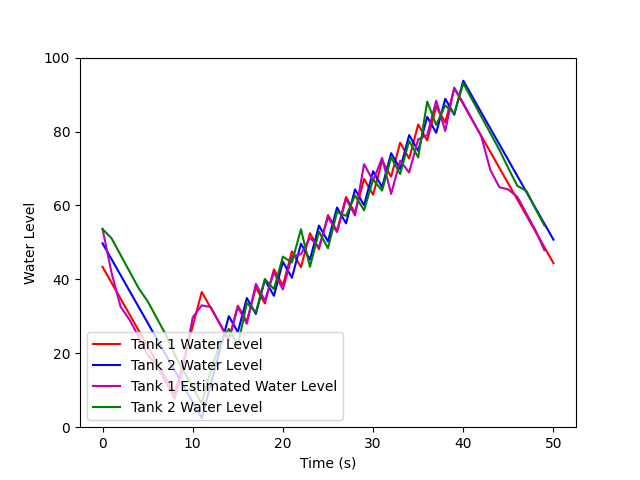 100
80
60
40
20
0
Water Level
Tank 1 Water Level
Tank 2 Water Level
Tank 1 Estimated Water Level
Tank 2 Water Level
0 10 20 30 40 50
Time (s)